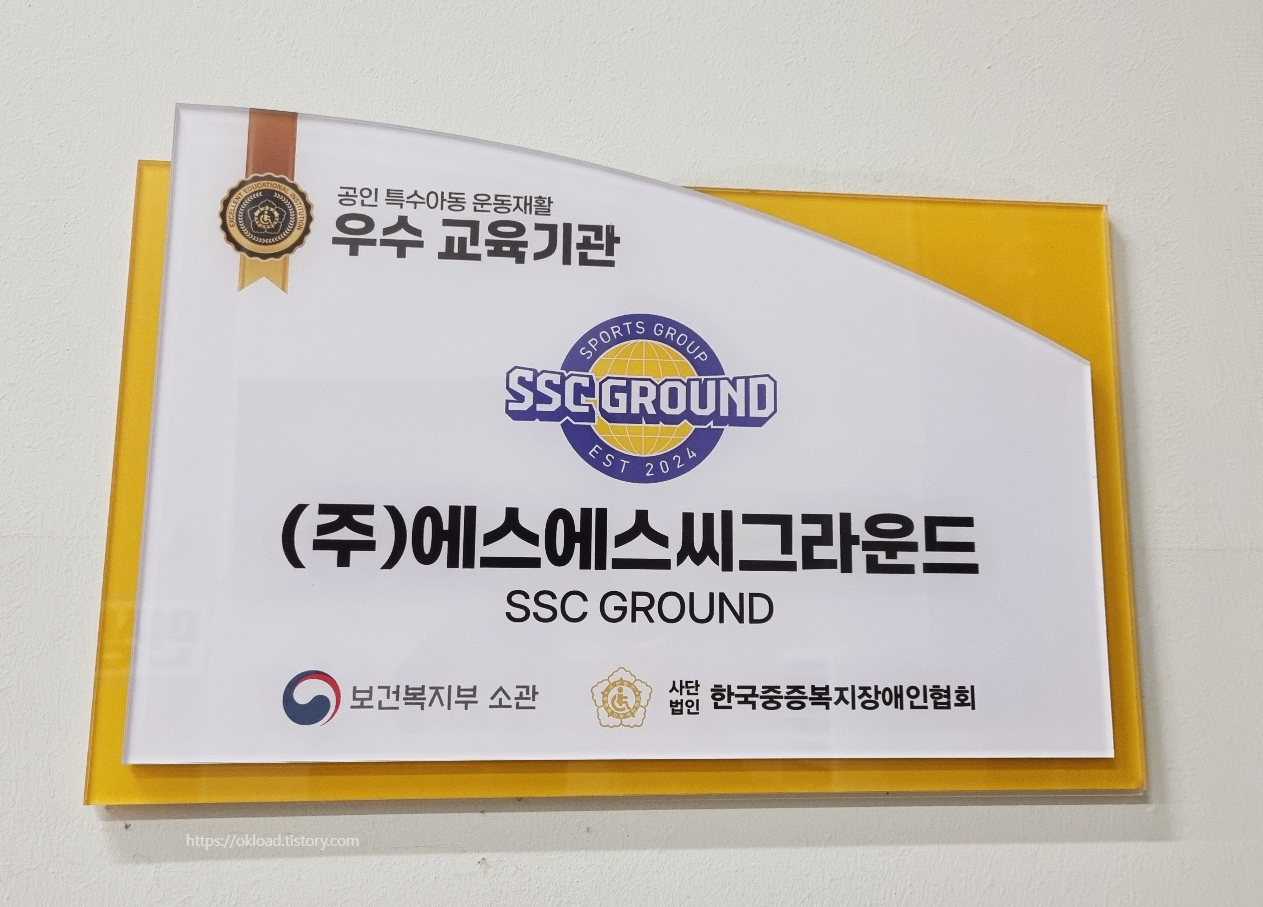 EXCELLENT EDUCATIONAL INSTITUTION
공인 특수아동 운동재활
우수 교육기관
SPORTS GROUP
SSC GROUND
EST 2024
(주)에스에스씨그라운드
SSC GROUND
보건복지부 소관
사단
법인 한국중증복지장애인협회
https://okload.tistory.com